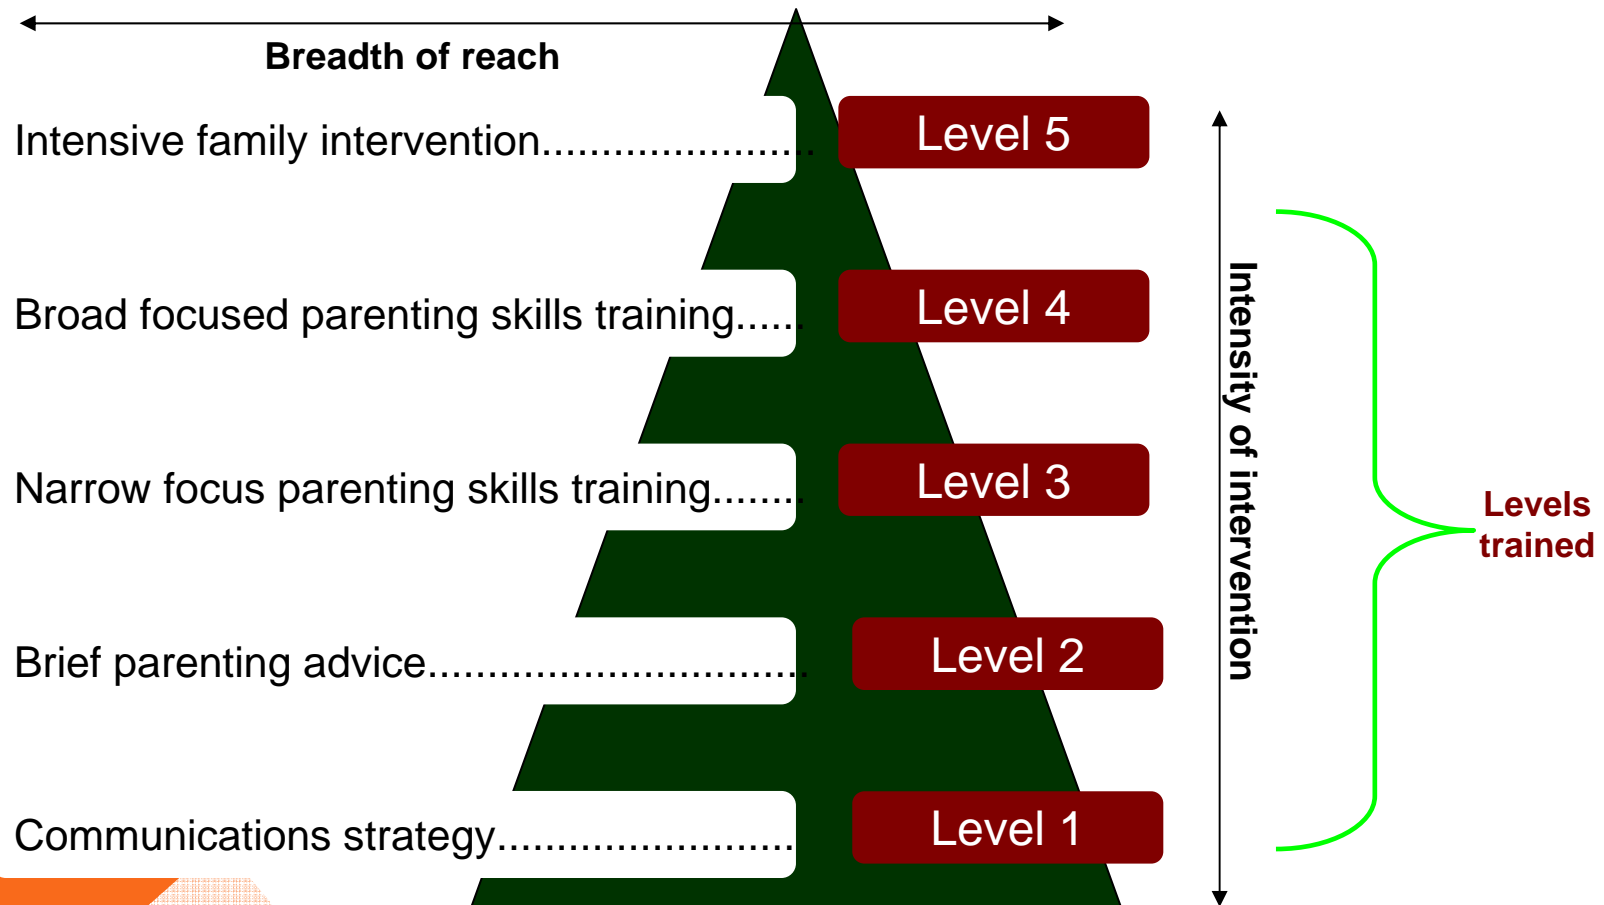 Breadth of reach
Intensive family intervention....................... Level 5
Broad focused parenting skills training...... Level 4
Narrow focus parenting skills training........ Level 3
Brief parenting advice................................ Level 2
Communications strategy......................... Level 1
Intensity of intervention
Levels
trained